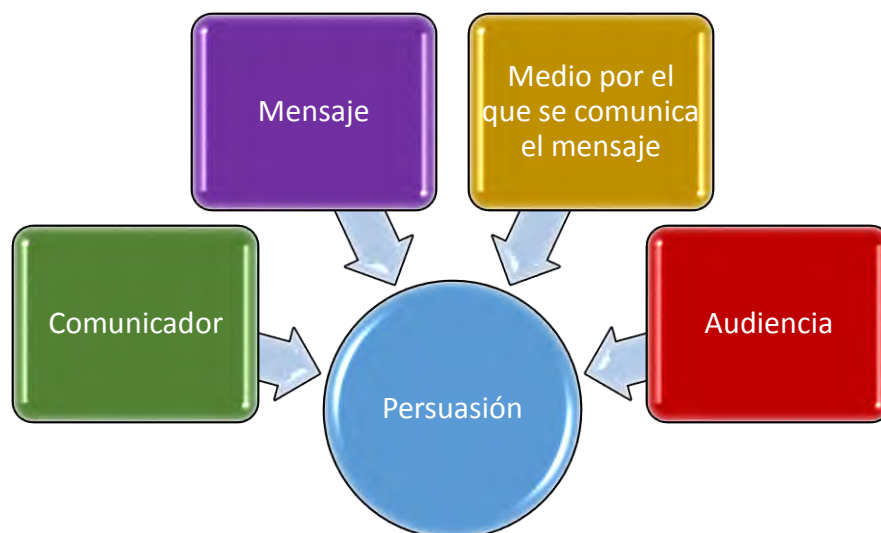 Mensaje
Medio por el
que se comunica
el mensaje
Comunicador
Audiencia
Persuasión